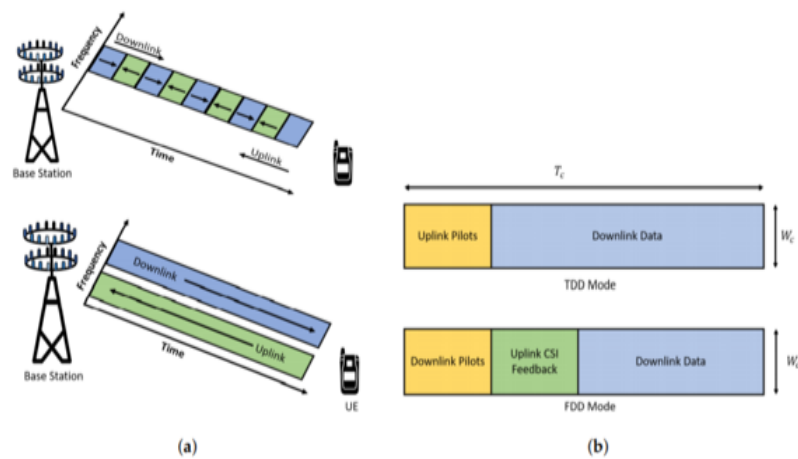 Frequency
Downlink
Time
Uplink
Base Station
Frequency
Downlink
Uplink
Time
Base Station
UE
(a)
T_c
Uplink Pilots
Downlink Data
W_c
TDD Mode
Downlink Pilots
Uplink CSI
Feedback
Downlink Data
W_c
FDD Mode
(b)